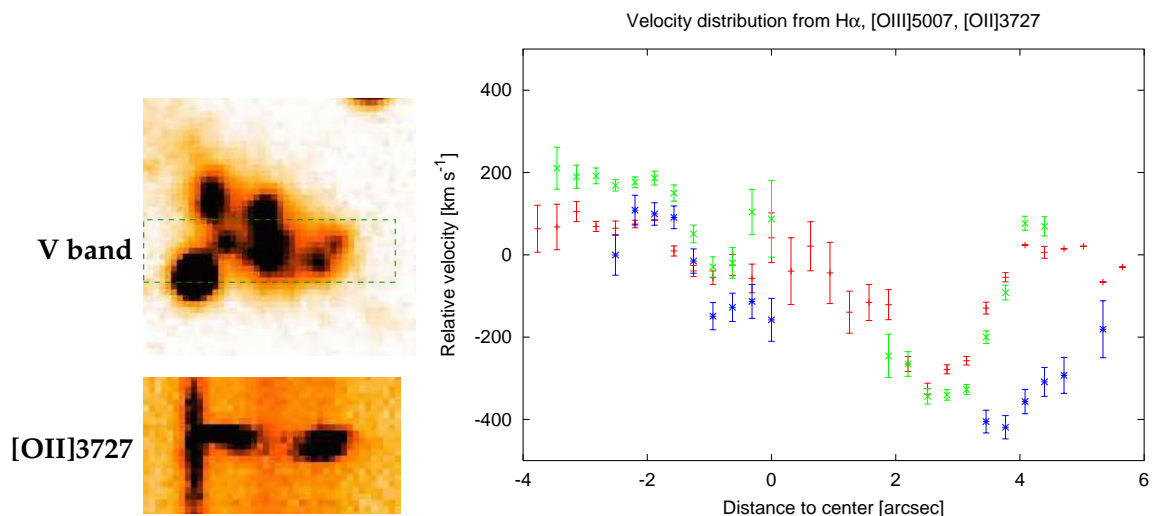 Velocity distribution from Hα, [OIII]5007, [OII]3727
V band
[OII]3727
Relative velocity [km s⁻¹]
400
200
0
-200
-400
-4
-2
0
2
4
6
Distance to center [arcsec]